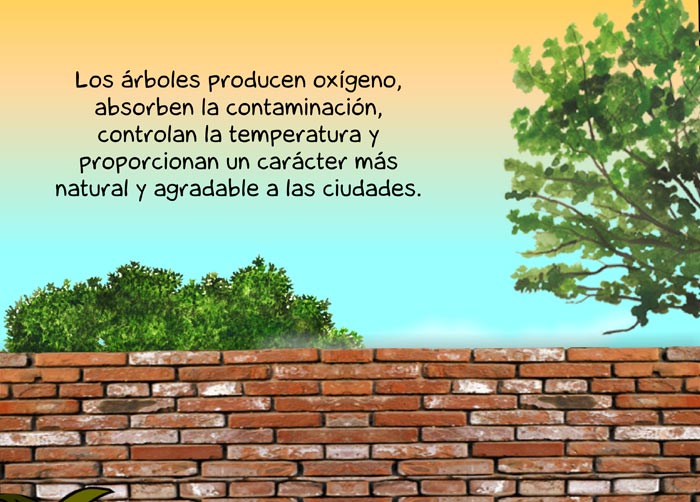 Los árboles producen oxígeno,
absorben la contaminación,
controlan la temperatura y
proporcionan un carácter más
natural y agradable a las ciudades.